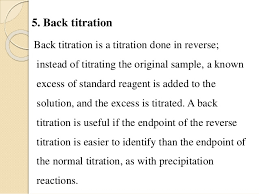 5. Back titration
Back titration is a titration done in reverse;
instead of titrating the original sample, a known
excess of standard reagent is added to the
solution, and the excess is titrated. A back
titration is useful if the endpoint of the reverse
titration is easier to identify than the endpoint of
the normal titration, as with precipitation
reactions.